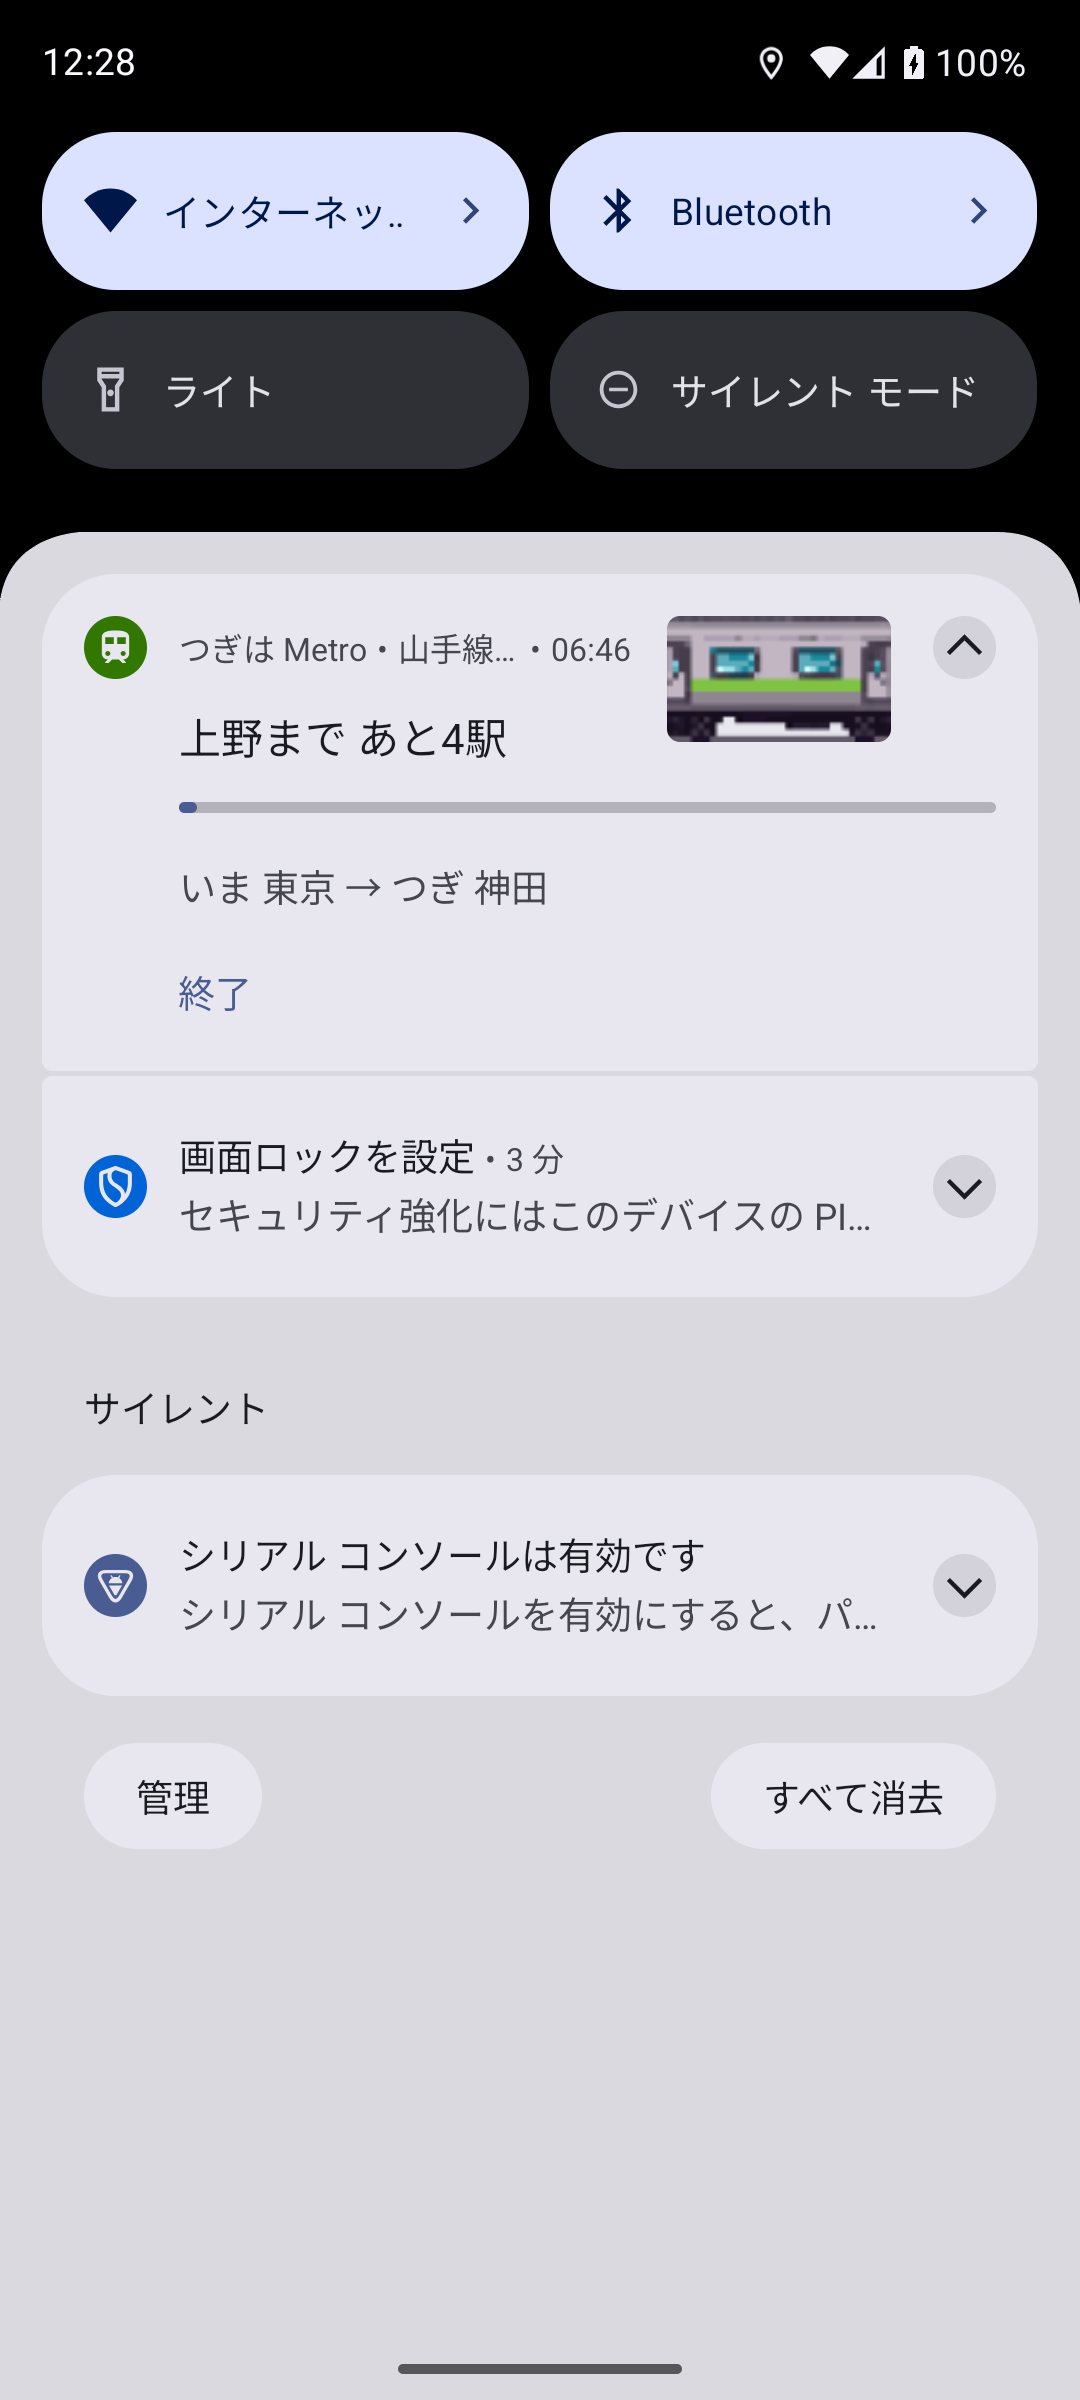 12:28
100%
インターネッ..
Bluetooth
ライト
サイレント モード
つぎは Metro・山手線…・06:46
上野まで あと4駅
いま 東京 → つぎ 神田
終了
画面ロックを設定・3 分
セキュリティ強化にはこのデバイスの PI…
サイレント
シリアル コンソールは有効です
シリアル コンソールを有効にすると、パ…
管理
すべて消去